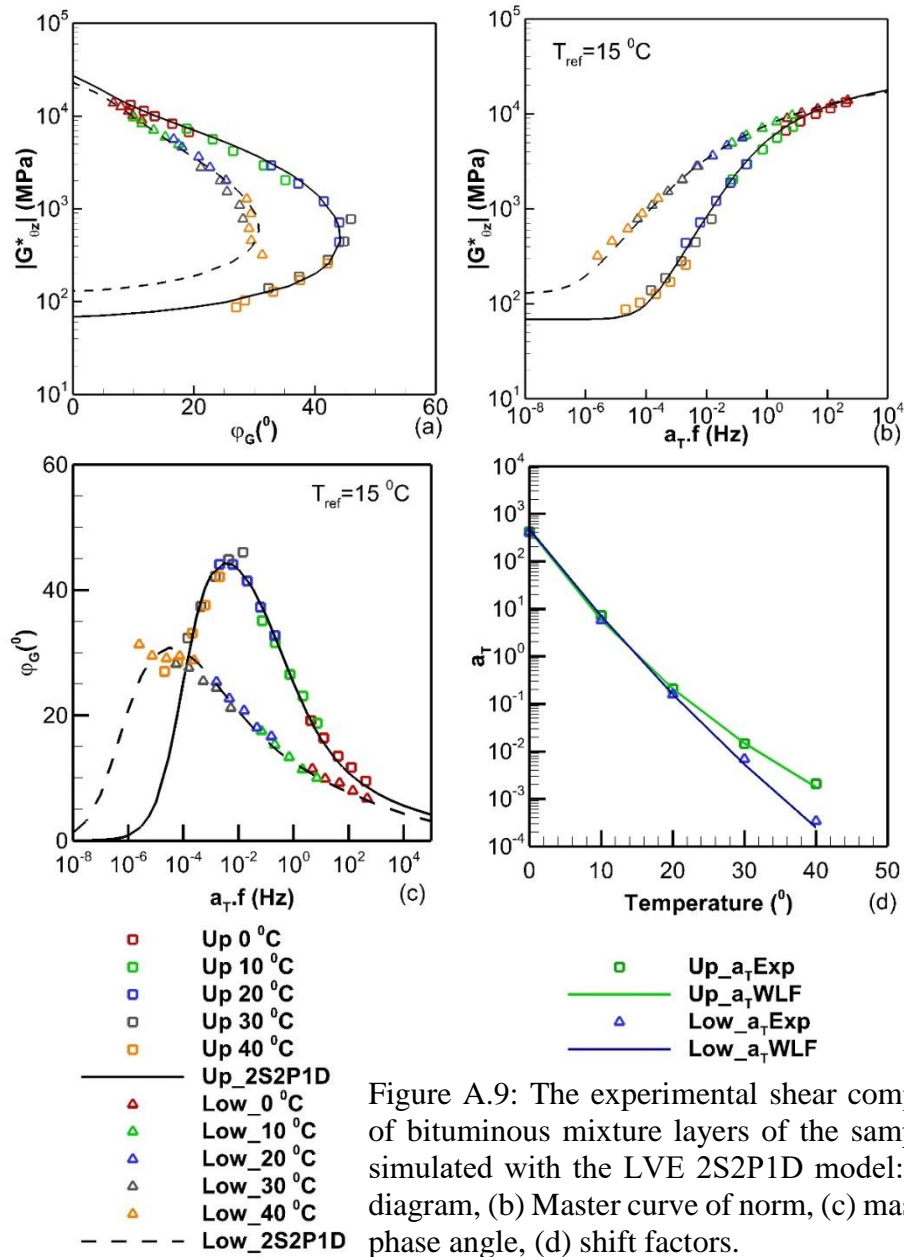 10⁵
10⁴
10³
10²
10¹
|G*θz| (MPa)
0 20 40 60
φG(⁰)
(a)
Tref=15 ⁰C
10⁵
10⁴
10³
10²
10¹
|G*θz| (MPa)
10⁻⁸ 10⁻⁶ 10⁻⁴ 10⁻² 10⁰ 10² 10⁴
aT.f (Hz)
(b)
Tref=15 ⁰C
60
40
20
0
φG(⁰)
10⁻⁸ 10⁻⁶ 10⁻⁴ 10⁻² 10⁰ 10² 10⁴
aT.f (Hz)
(c)
10⁴
10³
10²
10¹
10⁰
10⁻¹
10⁻²
10⁻³
10⁻⁴
aT
0 10 20 30 40 50
Temperature (⁰)
(d)
Up 0 ⁰C
Up 10 ⁰C
Up 20 ⁰C
Up 30 ⁰C
Up 40 ⁰C
Up_2S2P1D
Low_0 ⁰C
Low_10 ⁰C
Low_20 ⁰C
Low_30 ⁰C
Low_40 ⁰C
Low_2S2P1D
Up_aTExp
Up_aTWLF
Low_aTExp
Low_aTWLF
Figure A.9: The experimental shear comp
of bituminous mixture layers of the samp
simulated with the LVE 2S2P1D model:
diagram, (b) Master curve of norm, (c) mas
phase angle, (d) shift factors.